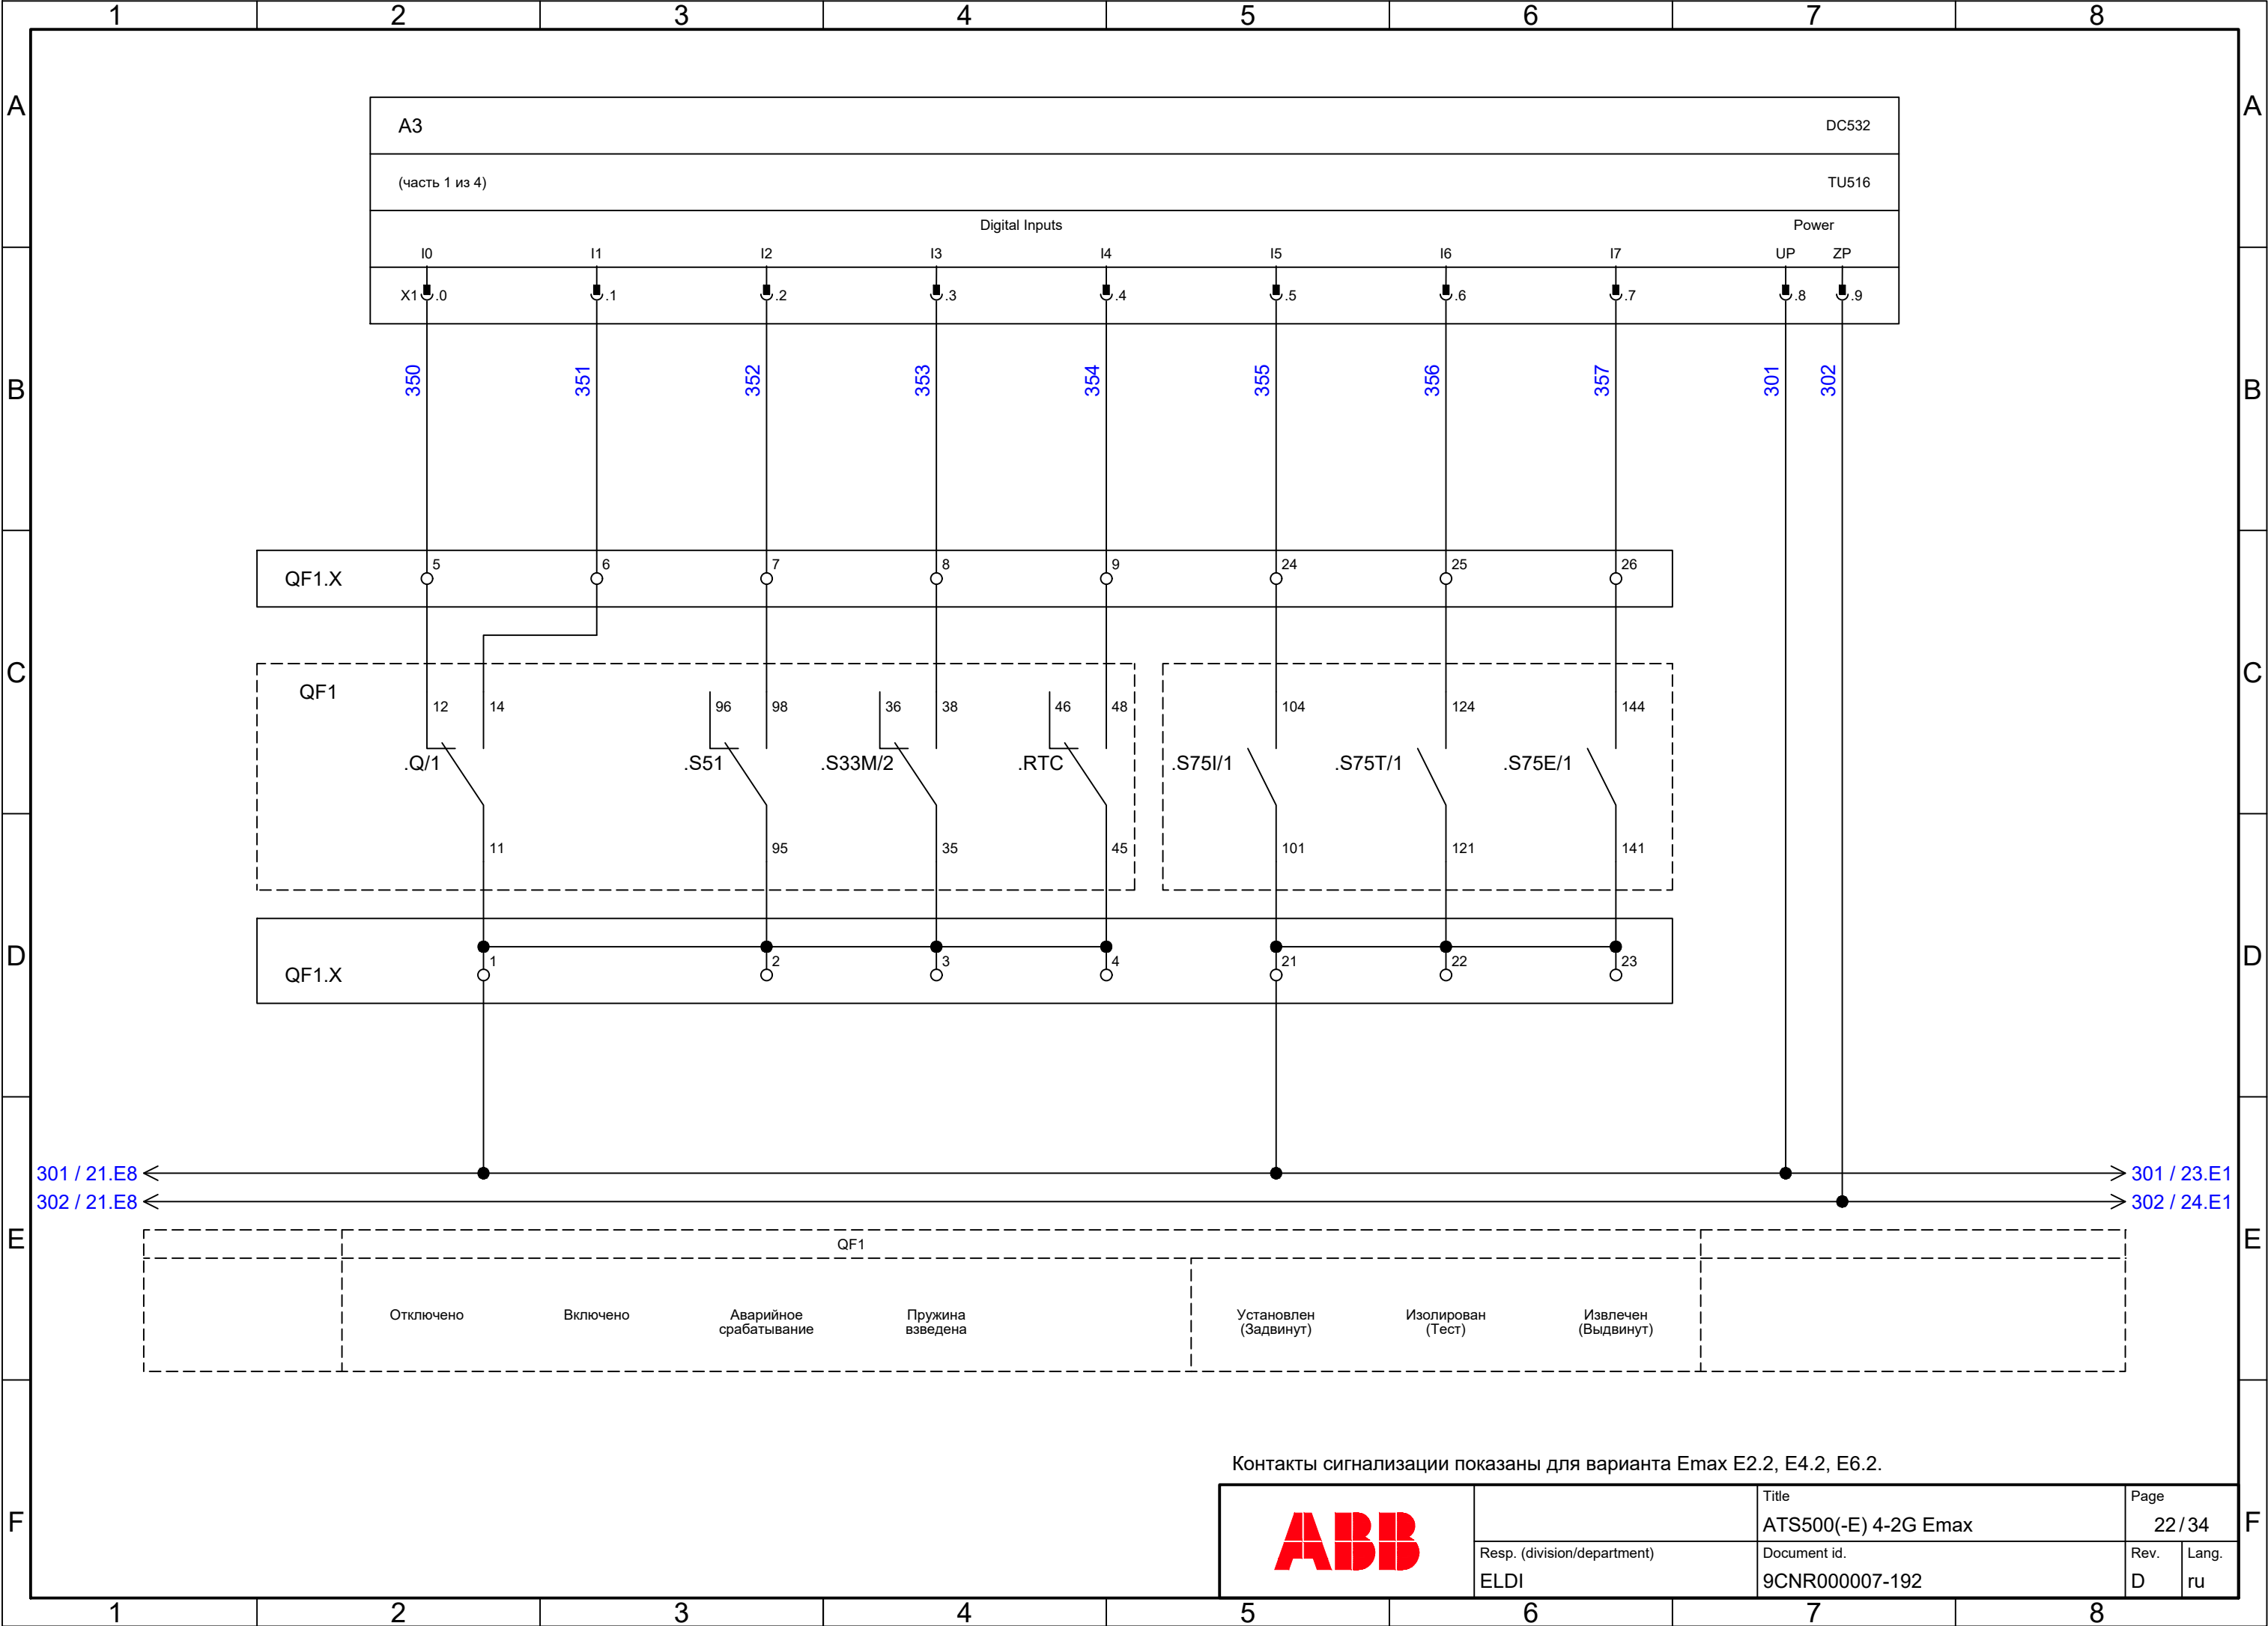 1 2 3 4 5 6 7 8
A A
A3 DC532
(часть 1 из 4) TU516
Digital Inputs Power
I0 I1 I2 I3 I4 I5 I6 I7 UP ZP
X1 .0 .1 .2 .3 .4 .5 .6 .7 .8 .9
350 351 352 353 354 355 356 357 301 302
B B
QF1.X 5 6 7 8 9 24 25 26
C C
QF1
12 14 96 98 36 38 46 48 104 124 144
.Q/1 .S51 .S33M/2 .RTC .S75I/1 .S75T/1 .S75E/1
11 95 35 45 101 121 141
D D
QF1.X 1 2 3 4 21 22 23
301 / 21.E8 301 / 23.E1
302 / 21.E8 302 / 24.E1
E E
QF1
Отключено Включено Аварийное Пружина Установлен Изолирован Извлечен
срабатывание взведена (Задвинут) (Тест) (Выдвинут)
Контакты сигнализации показаны для варианта Emax E2.2, E4.2, E6.2.
F F
ABB
Title Page
ATS500(-E) 4-2G Emax 22 / 34
Resp. (division/department) Document id. Rev. Lang.
ELDI 9CNR000007-192 D ru
1 2 3 4 5 6 7 8